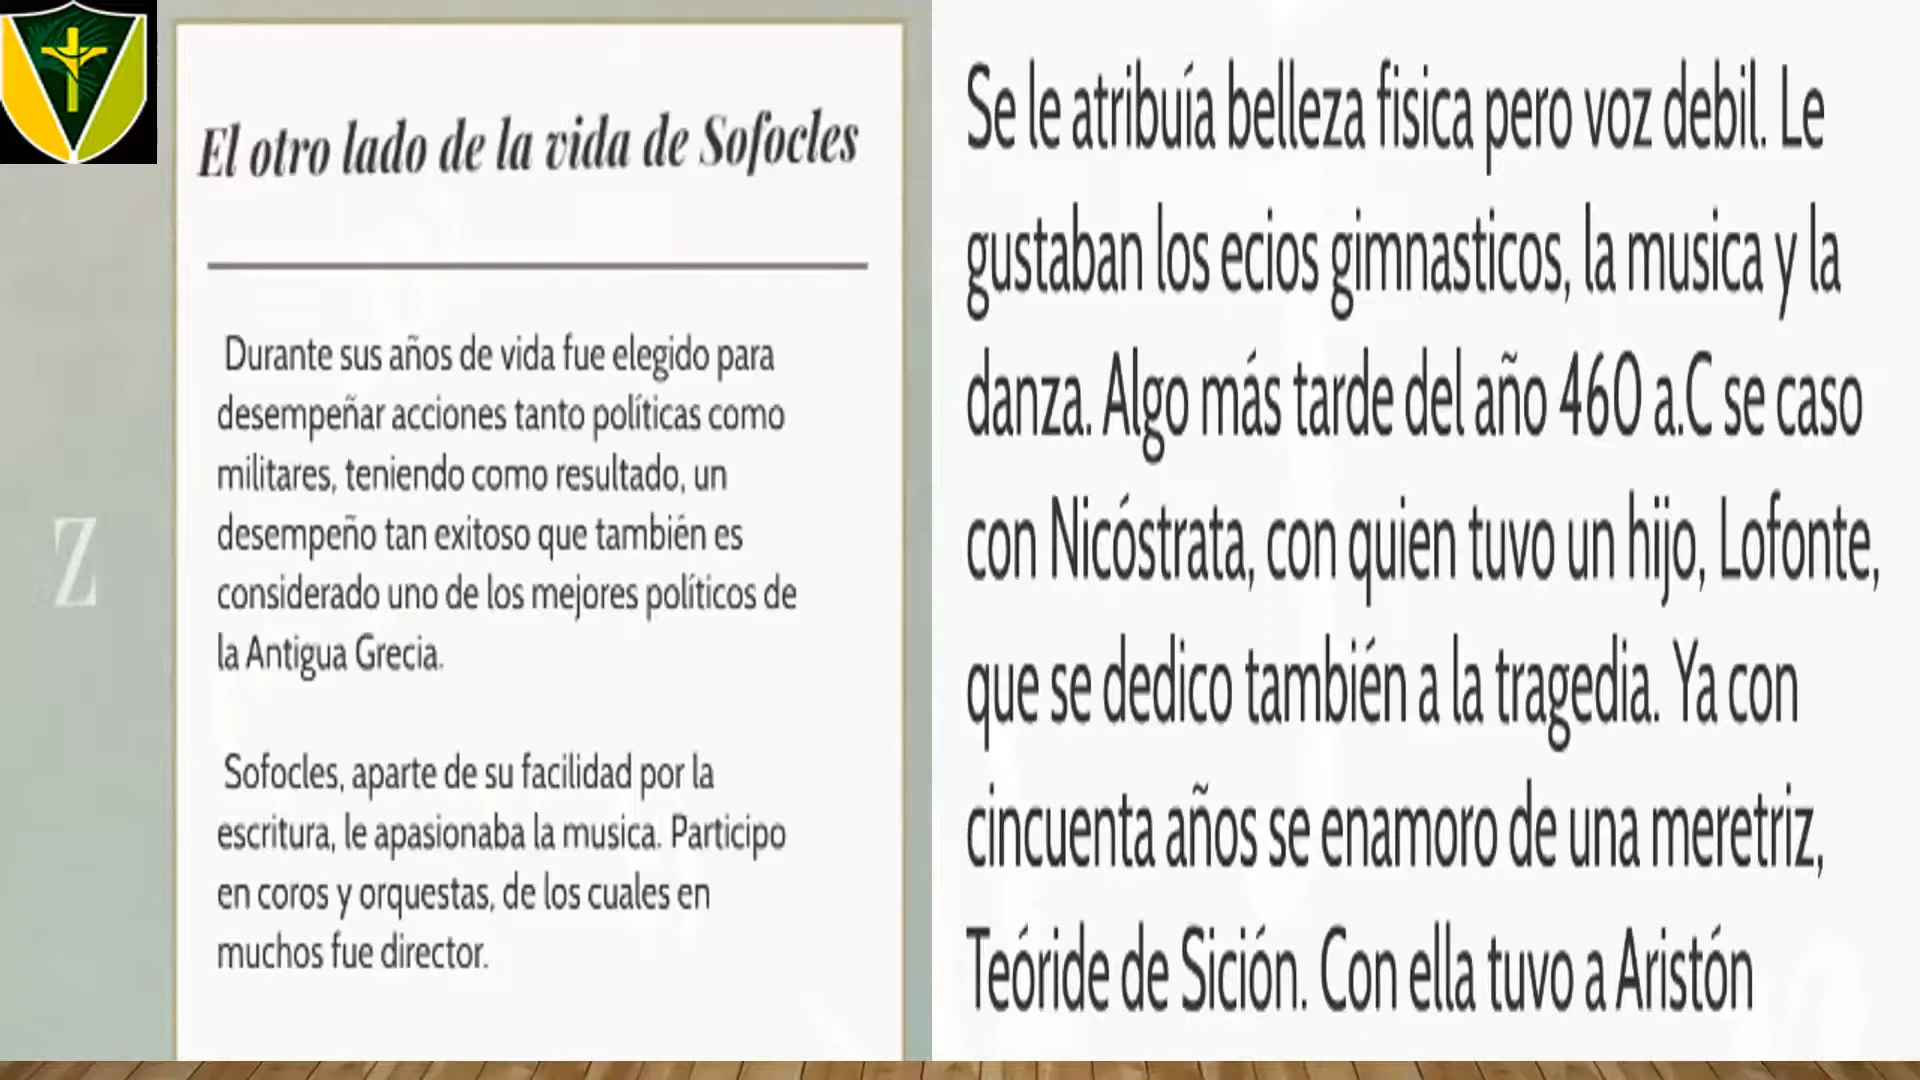 El otro lado de la vida de Sofocles
Durante sus años de vida fue elegido para
desempeñar acciones tanto políticas como
militares, teniendo como resultado, un
desempeño tan exitoso que también es
considerado uno de los mejores políticos de
la Antigua Grecia.
Sofocles, aparte de su facilidad por la
escritura, le apasionaba la musica. Participo
en coros y orquestas, de los cuales en
muchos fue director.
Z
Se le atribuía belleza fisica pero voz debil. Le
gustaban los ecios gimnasticos, la musica y la
danza. Algo más tarde del año 460 a.C se caso
con Nicóstrata, con quien tuvo un hijo, Lofonte,
que se dedico también a la tragedia. Ya con
cincuenta años se enamoro de una meretriz,
Teóride de Sición. Con ella tuvo a Aristón